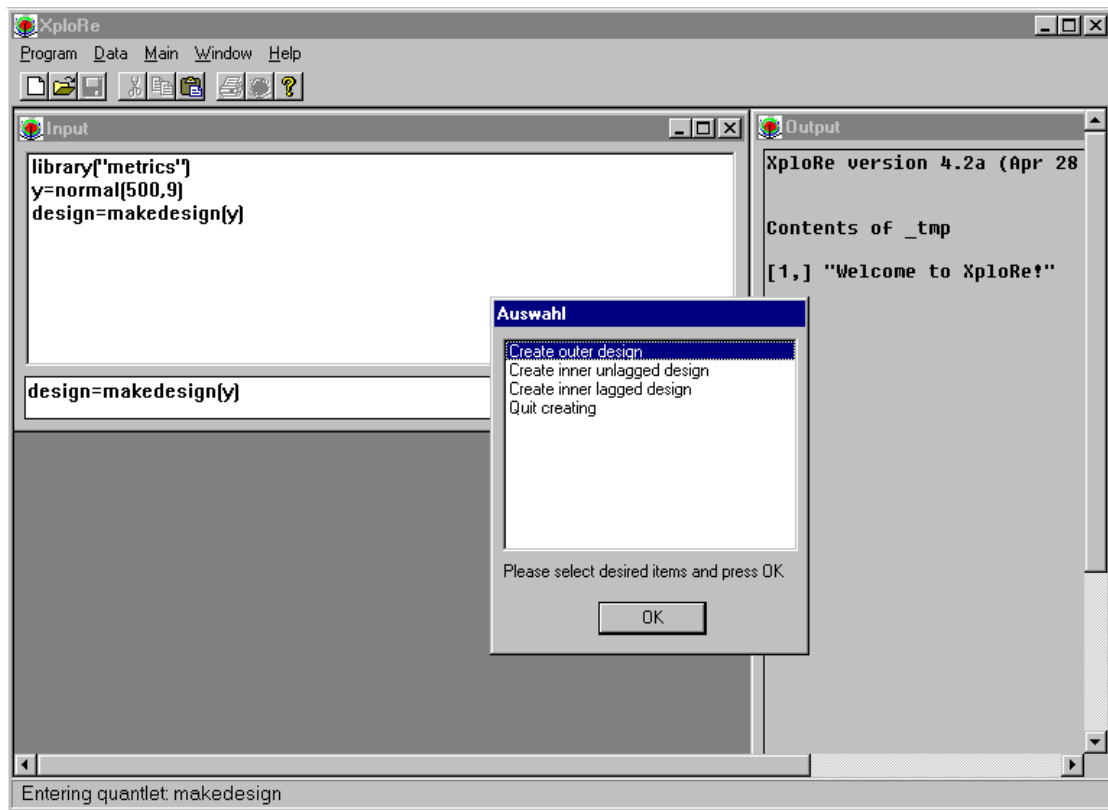 XploRe
Program Data Main Window Help
Input
library("metrics")
y=normal(500,9)
design=makedesign(y)
design=makedesign(y)
Output
XploRe version 4.2a (Apr 28
Contents of _tmp
[1,] "Welcome to XploRe!"
Auswahl
Create outer design
Create inner unlagged design
Create inner lagged design
Quit creating
Please select desired items and press OK
OK
Entering quantlet: makedesign